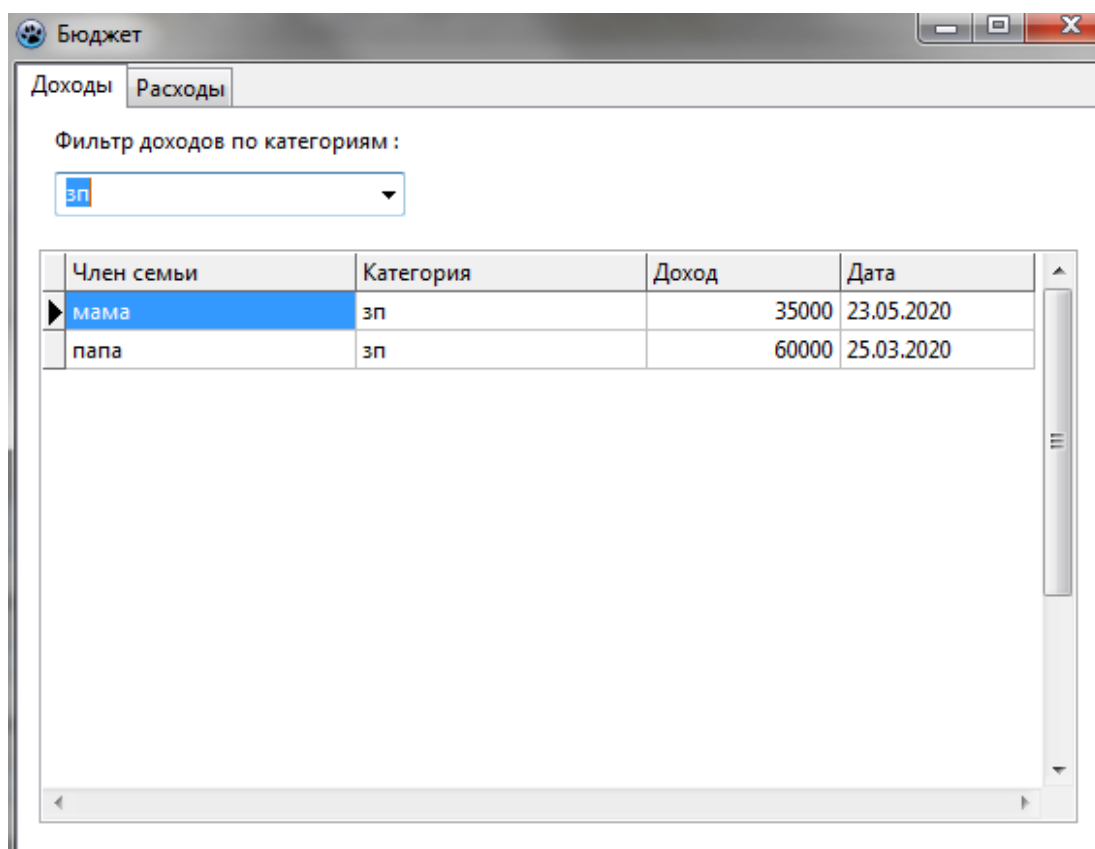 Бюджет
Доходы Расходы
Фильтр доходов по категориям :
зп
Член семьи Категория Доход Дата
мама зп 35000 23.05.2020
папа зп 60000 25.03.2020